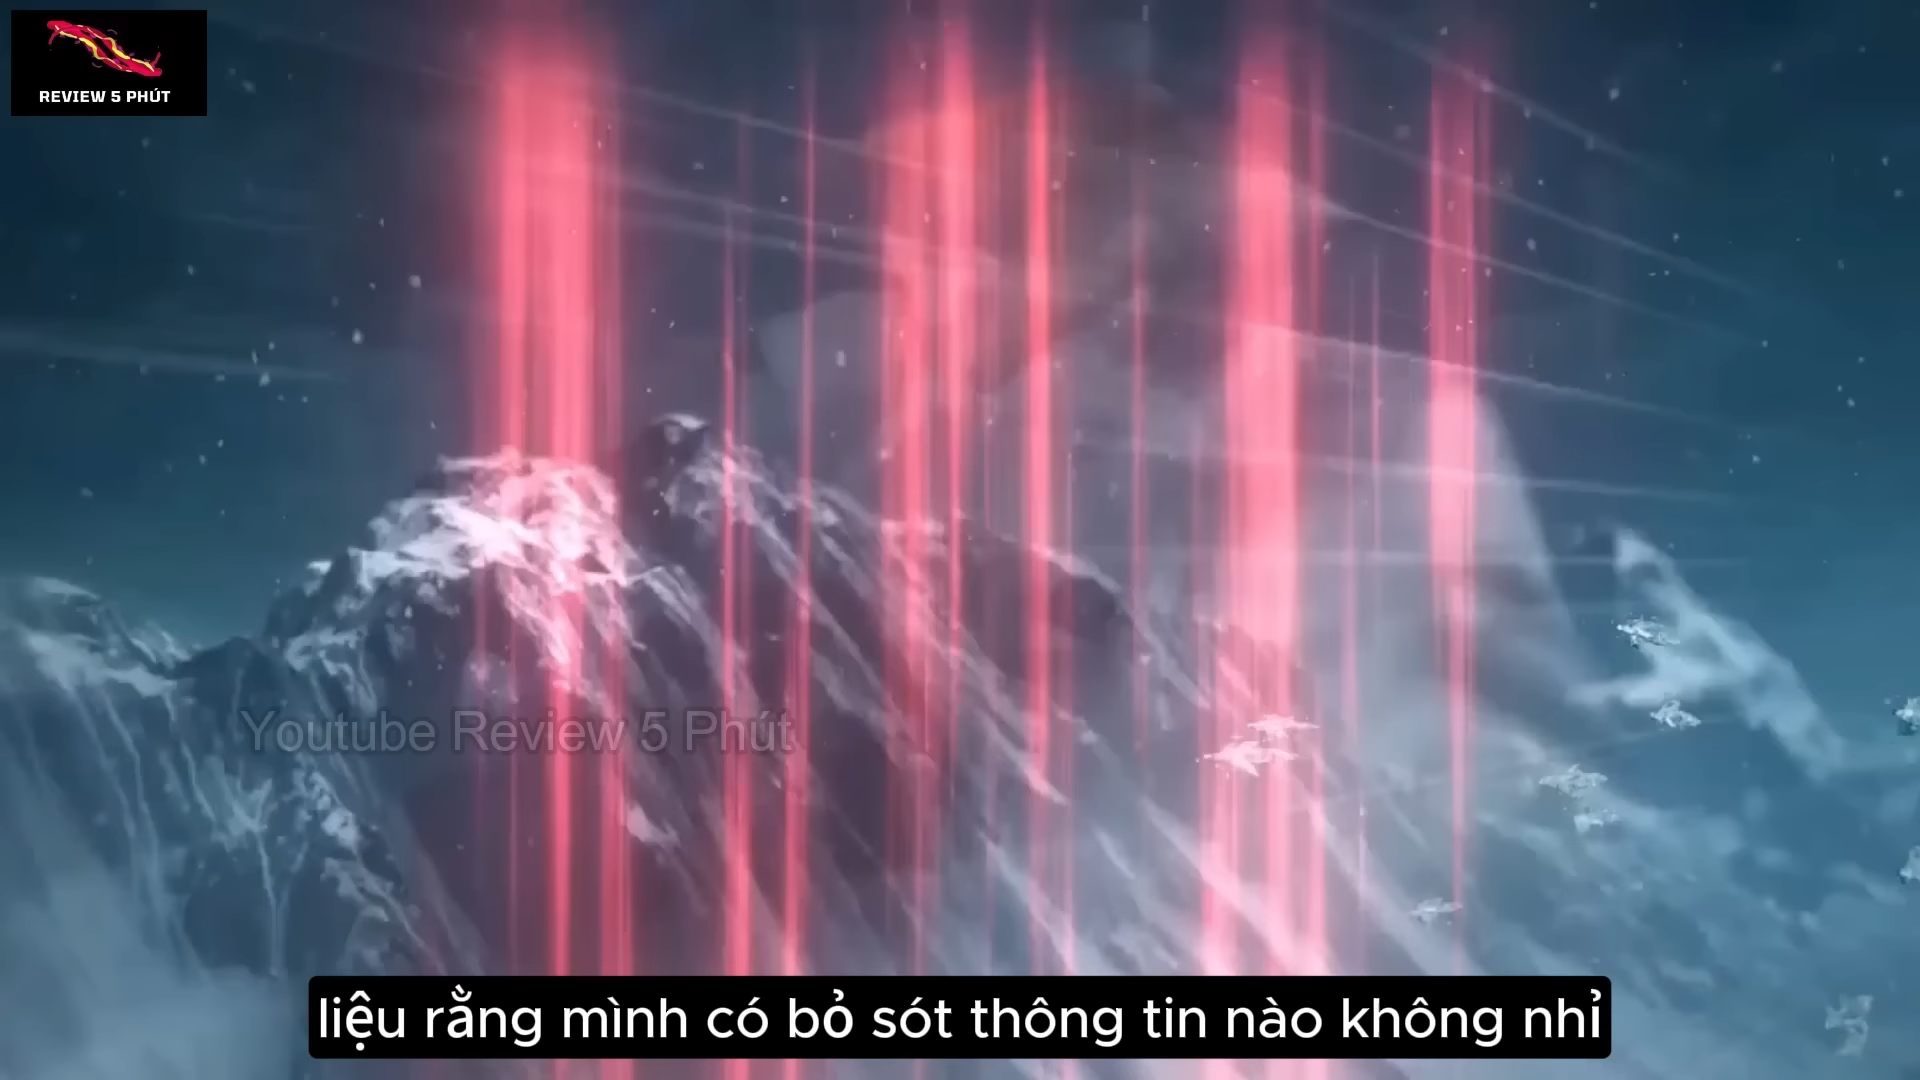 REVIEW 5 PHÚT
Youtube Review 5 Phút
liệu rằng mình có bỏ sót thông tin nào không nhỉ